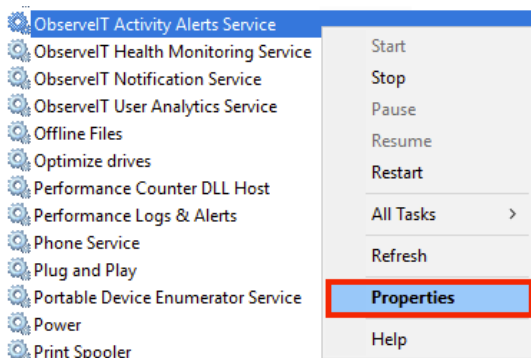 ObserveIT Activity Alerts Service
ObserveIT Health Monitoring Service
ObserveIT Notification Service
ObserveIT User Analytics Service
Offline Files
Optimize drives
Performance Counter DLL Host
Performance Logs & Alerts
Phone Service
Plug and Play
Portable Device Enumerator Service
Power
Print Spooler
Start
Stop
Pause
Resume
Restart
All Tasks >
Refresh
Properties
Help